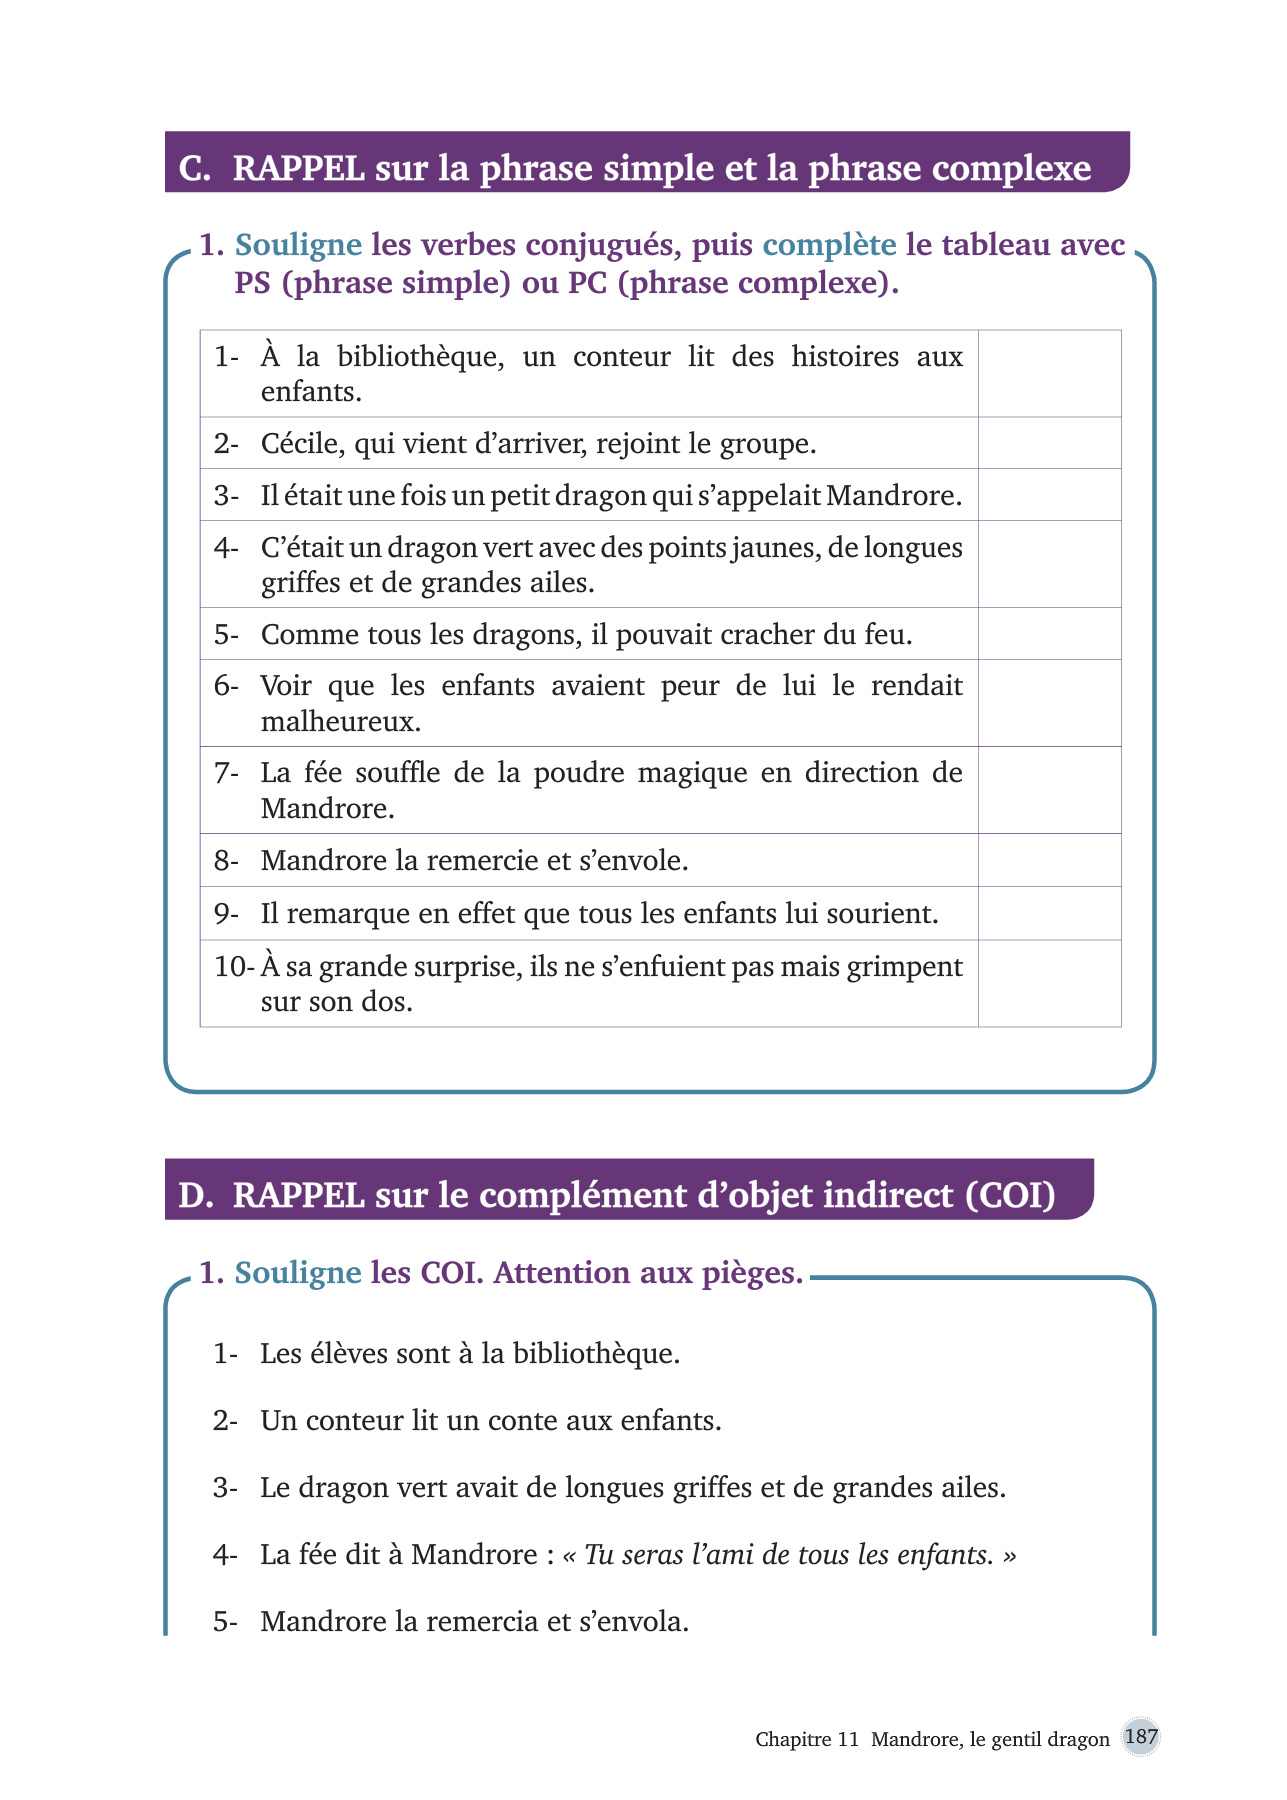 C. RAPPEL sur la phrase simple et la phrase complexe
1. Souligne les verbes conjugués, puis complète le tableau avec
PS (phrase simple) ou PC (phrase complexe).
1- À la bibliothèque, un conteur lit des histoires aux
enfants.
2- Cécile, qui vient d’arriver, rejoint le groupe.
3- Il était une fois un petit dragon qui s’appelait Mandrore.
4- C’était un dragon vert avec des points jaunes, de longues
griffes et de grandes ailes.
5- Comme tous les dragons, il pouvait cracher du feu.
6- Voir que les enfants avaient peur de lui le rendait
malheureux.
7- La fée souffle de la poudre magique en direction de
Mandrore.
8- Mandrore la remercie et s’envole.
9- Il remarque en effet que tous les enfants lui sourient.
10- À sa grande surprise, ils ne s’enfuient pas mais grimpent
sur son dos.
D. RAPPEL sur le complément d’objet indirect (COI)
1. Souligne les COI. Attention aux pièges.
1- Les élèves sont à la bibliothèque.
2- Un conteur lit un conte aux enfants.
3- Le dragon vert avait de longues griffes et de grandes ailes.
4- La fée dit à Mandrore : « Tu seras l’ami de tous les enfants. »
5- Mandrore la remercia et s’envola.
Chapitre 11 Mandrore, le gentil dragon 187